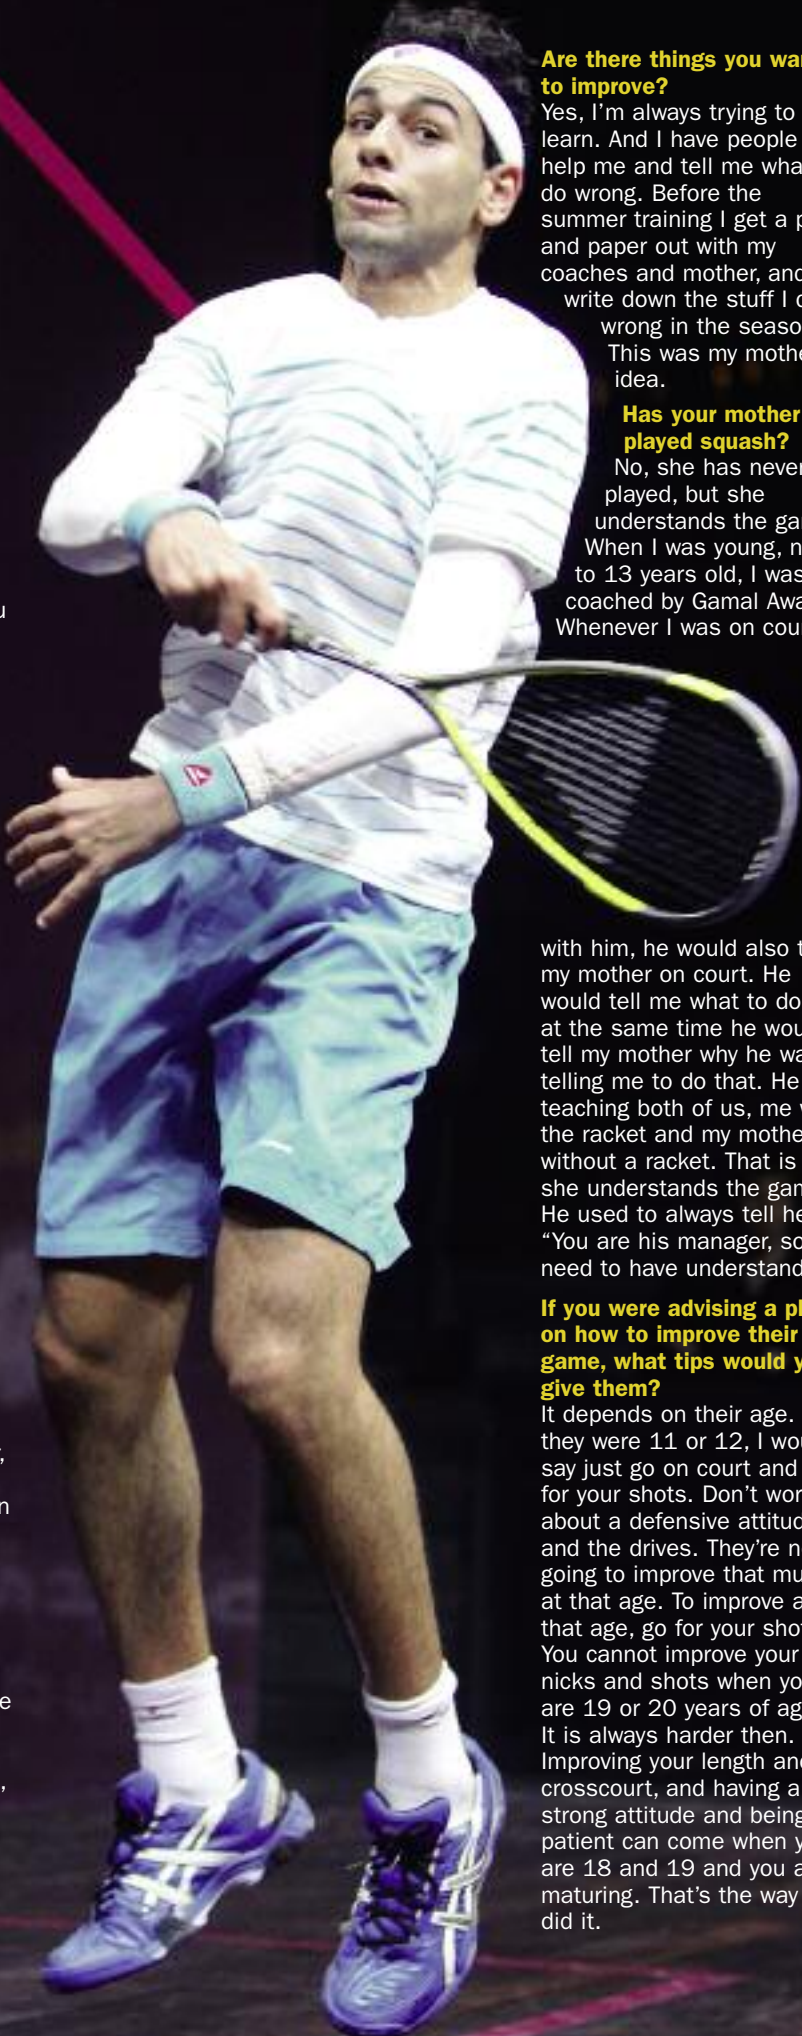 u
,
n
e
,
Are there things you wan
to improve?
Yes, I’m always trying to
learn. And I have people
help me and tell me wha
do wrong. Before the
summer training I get a p
and paper out with my
coaches and mother, and
write down the stuff I d
wrong in the seaso
This was my mothe
idea.
Has your mother
played squash?
No, she has never
played, but she
understands the gam
When I was young, n
to 13 years old, I was
coached by Gamal Awa
Whenever I was on cour
with him, he would also t
my mother on court. He
would tell me what to do
at the same time he wou
tell my mother why he wa
telling me to do that. He
teaching both of us, me w
the racket and my mothe
without a racket. That is
she understands the gam
He used to always tell he
“You are his manager, so
need to have understand
If you were advising a pl
on how to improve their
game, what tips would y
give them?
It depends on their age.
they were 11 or 12, I wou
say just go on court and
for your shots. Don’t wor
about a defensive attitud
and the drives. They’re n
going to improve that mu
at that age. To improve a
that age, go for your shot
You cannot improve your
nicks and shots when yo
are 19 or 20 years of ag
It is always harder then.
Improving your length and
crosscourt, and having a
strong attitude and being
patient can come when y
are 18 and 19 and you a
maturing. That’s the way
did it.